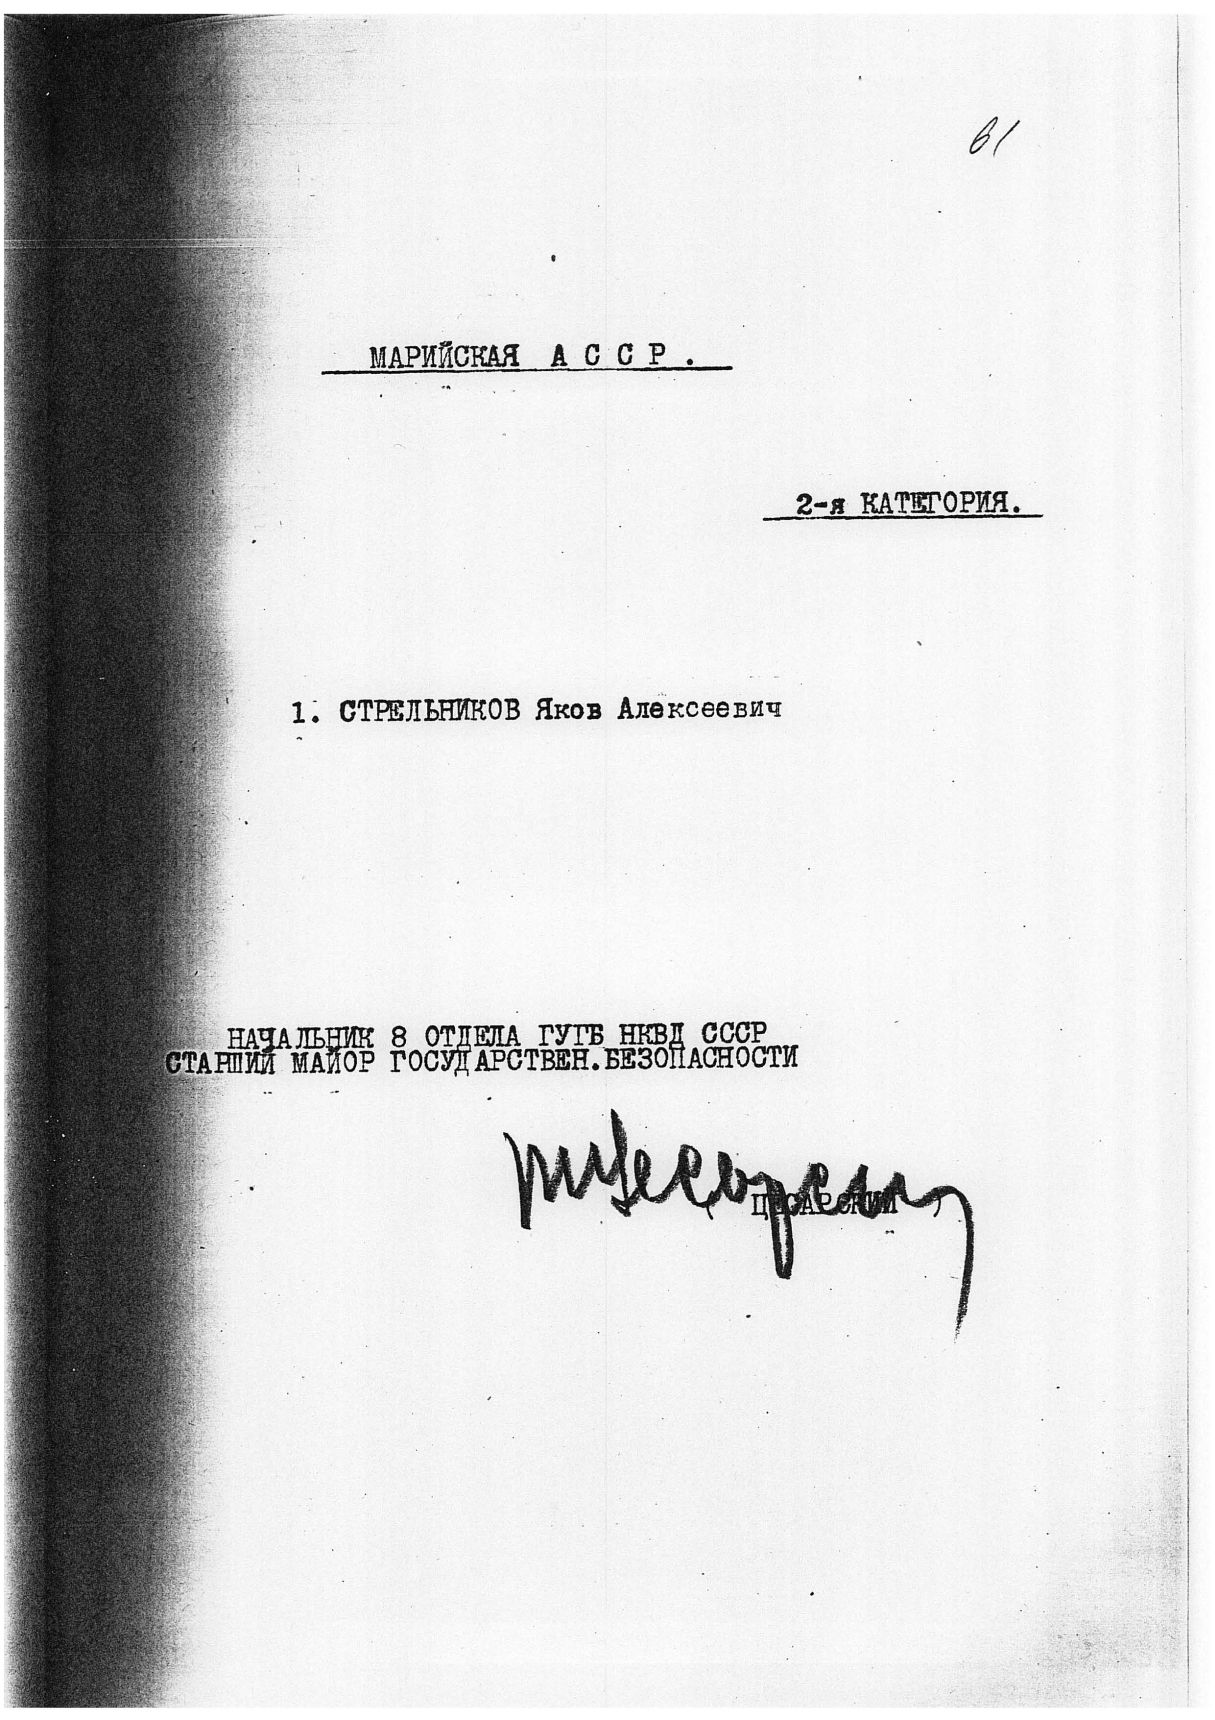 61
МАРИЙСКАЯ А С С Р .
2-я КАТЕГОРИЯ.
1. СТРЕЛЬНИКОВ Яков Алексеевич
НАЧАЛЬНИК 8 ОТДЕЛА ГУГБ НКВД СССР
СТАРШИЙ МАЙОР ГОСУДАРСТВЕН.БЕЗОПАСНОСТИ
( ЦЕСАРСКИЙ )